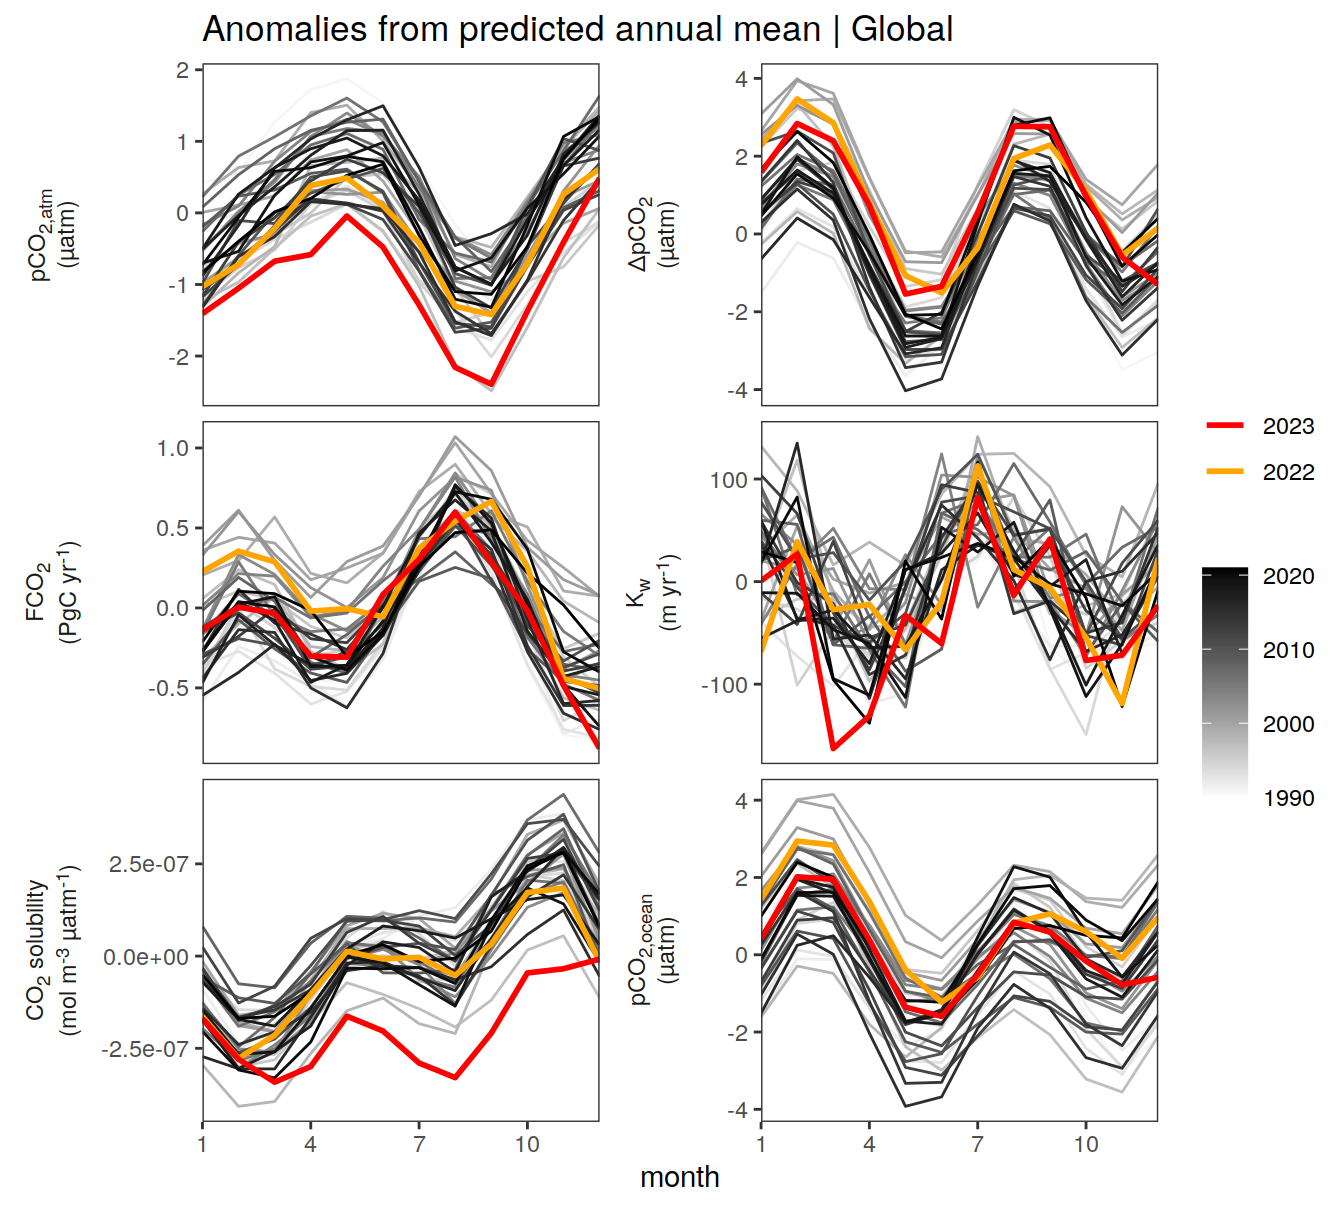 Anomalies from predicted annual mean | Global
pCO2,atm
(µatm)
2
1
0
-1
-2
ΔpCO2
(µatm)
4
2
0
-2
-4
FCO2
(PgC yr-1)
1.0
0.5
0.0
-0.5
Kw
(m yr-1)
100
0
-100
CO2 solubility
(mol m-3 µatm-1)
2.5e-07
0.0e+00
-2.5e-07
1
4
7
10
pCO2,ocean
(µatm)
4
2
0
-2
-4
1
4
7
10
month
2023
2022
2020
2010
2000
1990